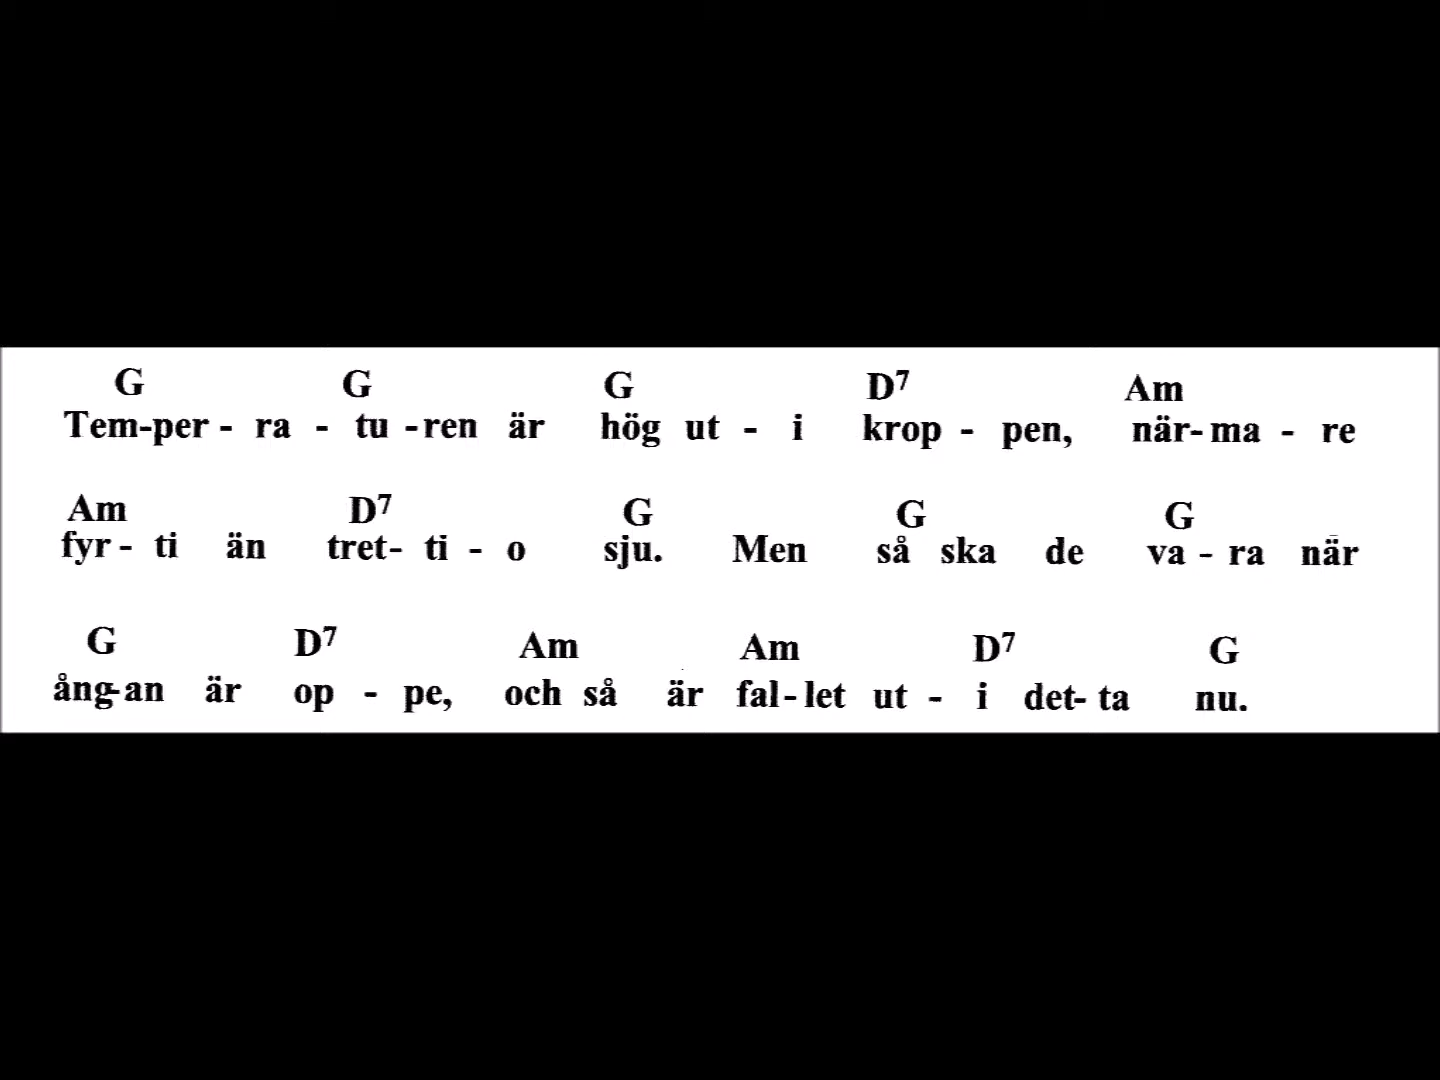 G G G D7 Am
Tem-per - ra - tu -ren är hög ut - i krop - pen, när- ma - re
Am D7 G G G
fyr - ti än tret- ti - o sju. Men så ska de va - ra när
G D7 Am Am D7 G
ång-an är op - pe, och så är fal- let ut - i det- ta nu.